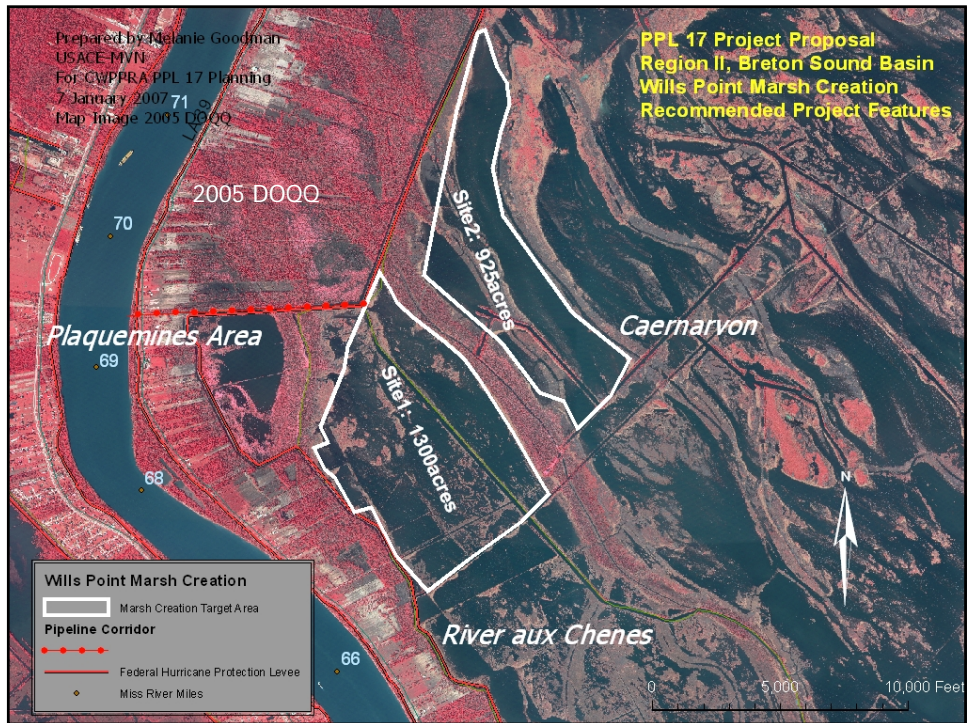 Prepared by Melanie Goodman
USACE-MVN
For CWPPRA PPL 17 Planning
7 January 2007
Map Image 2005 DOQQ
PPL 17 Project Proposal
Region II, Breton Sound Basin
Wills Point Marsh Creation
Recommended Project Features
71
LA 39
2005 DOQQ
70
Site2: 925acres
Plaquemines Area
Caernarvon
69
Site1: 1300acres
68
N
Wills Point Marsh Creation
Marsh Creation Target Area
Pipeline Corridor
Federal Hurricane Protection Levee
Miss River Miles
River aux Chenes
66
0 5,000 10,000 Feet